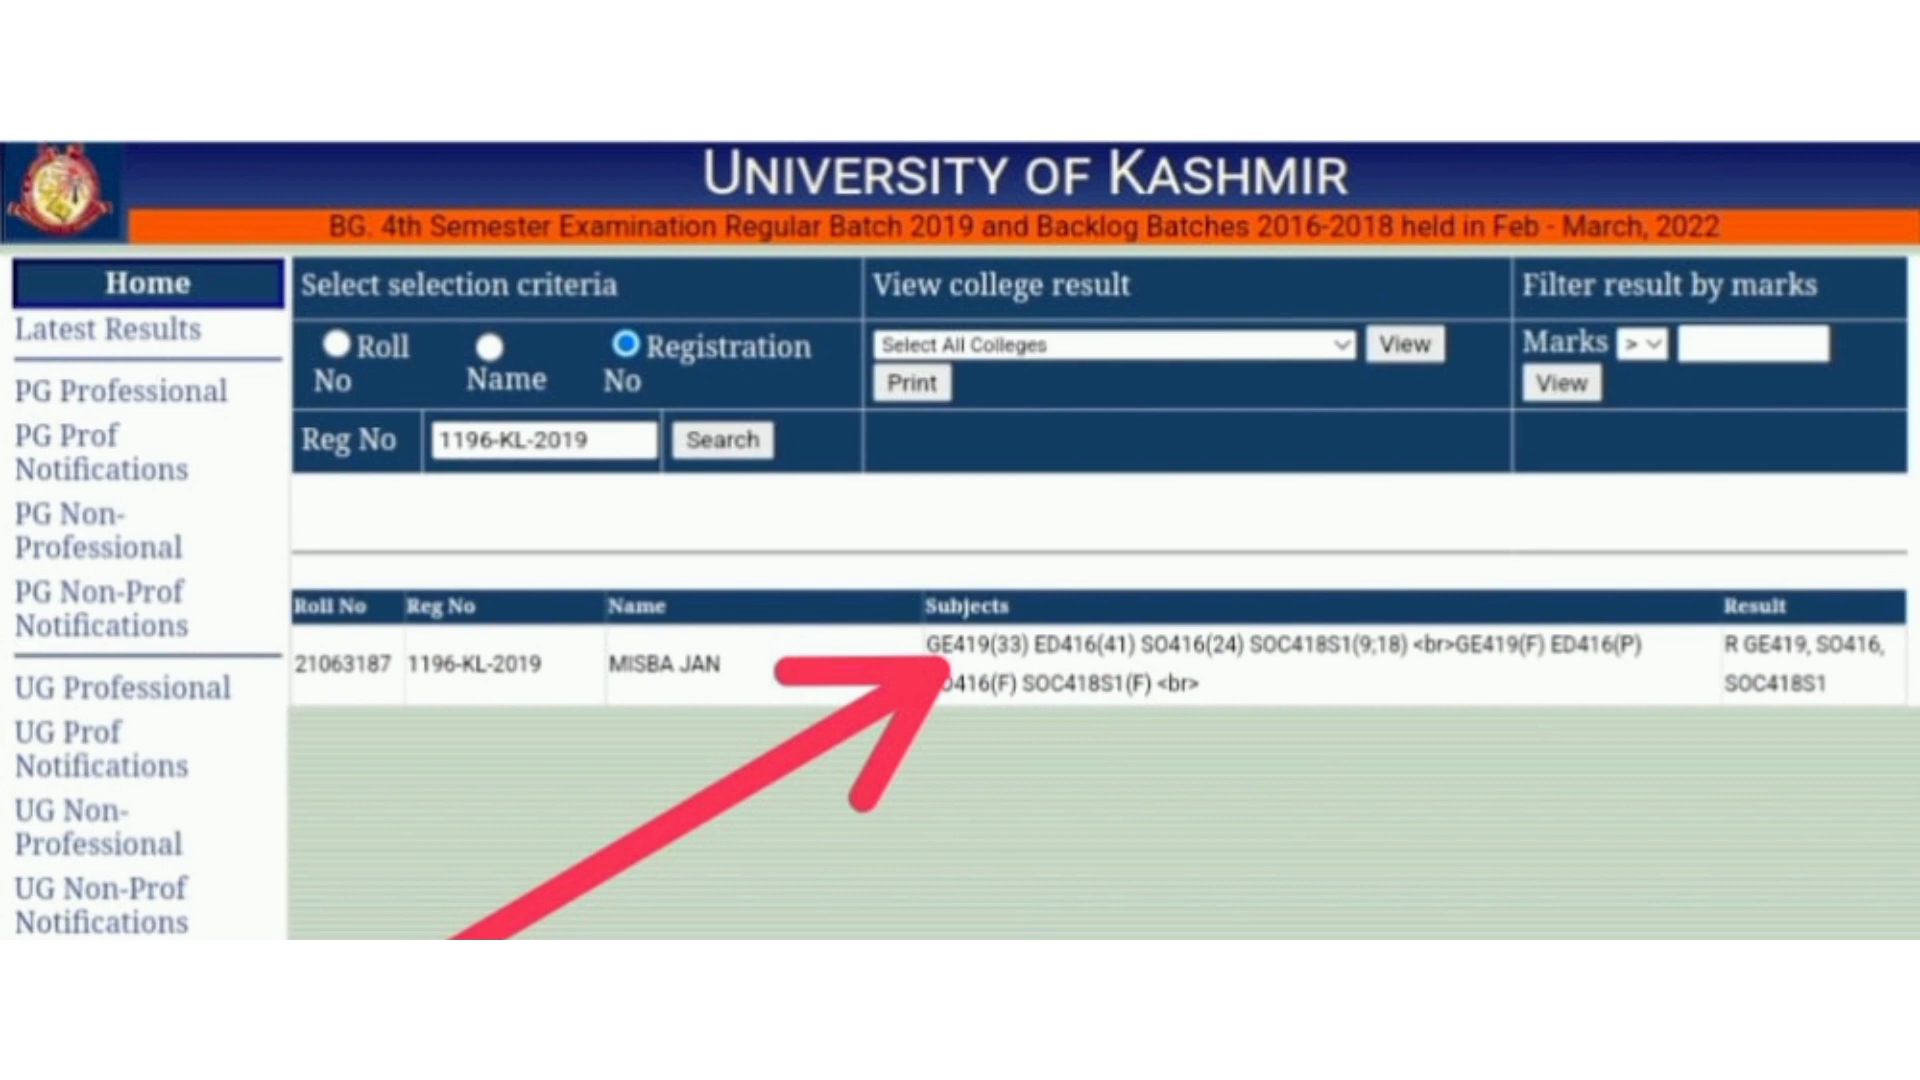 UNIVERSITY OF KASHMIR
BG. 4th Semester Examination Regular Batch 2019 and Backlog Batches 2016-2018 held in Feb - March, 2022
Home
Latest Results
PG Professional
PG Prof
Notifications
PG Non-
Professional
PG Non-Prof
Notifications
UG Professional
UG Prof
Notifications
UG Non-
Professional
UG Non-Prof
Notifications
Select selection criteria
View college result
Filter result by marks
Roll No
Name
Registration No
Select All Colleges
View
Print
Marks >
View
Reg No 1196-KL-2019 Search
Roll No Reg No Name Subjects Result
21063187 1196-KL-2019 MISBA JAN
GE419(33) ED416(41) SO416(24) SOC418S1(9;18) <br>GE419(F) ED416(P)
O416(F) SOC418S1(F) <br>
R GE419, SO416,
SOC418S1